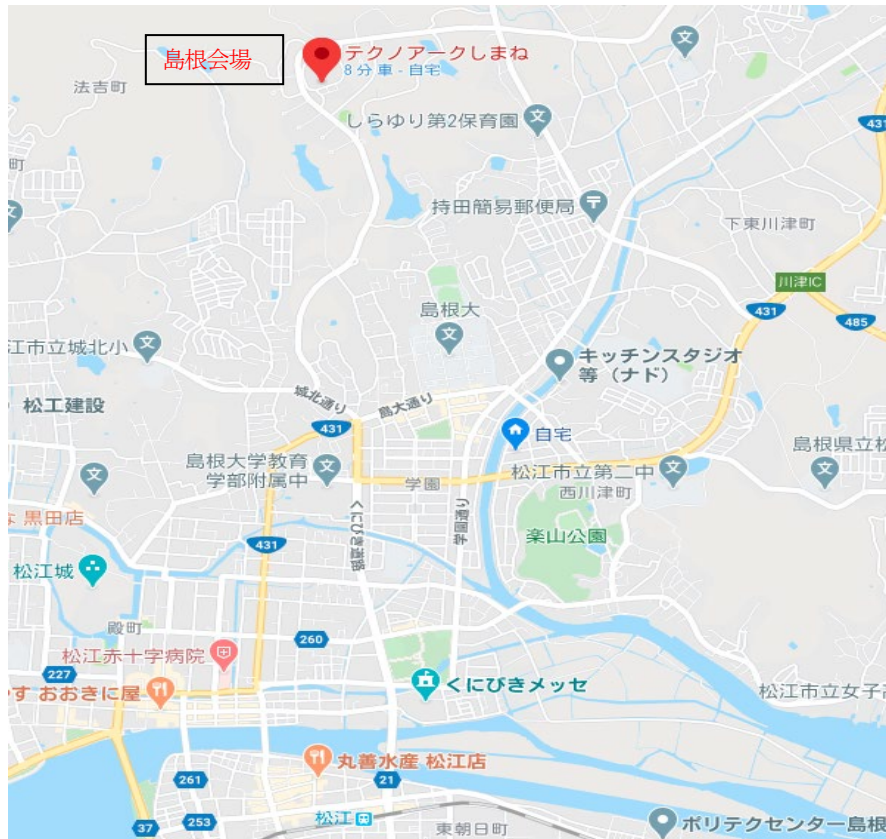 島根会場
テクノアークしまね
8分 車 - 自宅
法吉町
しらゆり第2保育園
431
町
持田簡易郵便局
下東川津町
川津IC
島根大
431
485
江市立城北小
キッチンスタジオ
等（ナド）
松工建設
城北通り
島大通り
431
自宅
島根県立松
島根大学教育
学部附属中
学園
松江市立第二中
西川津町
黒田店
くにびき道路
学園通り
楽山公園
431
松江城
殿町
260
松江赤十字病院
227
くにびきメッセ
松江市立女子
やす おおきに屋
丸善水産 松江店
261
21
37
253
松江
東朝日町
ポリテクセンター島根